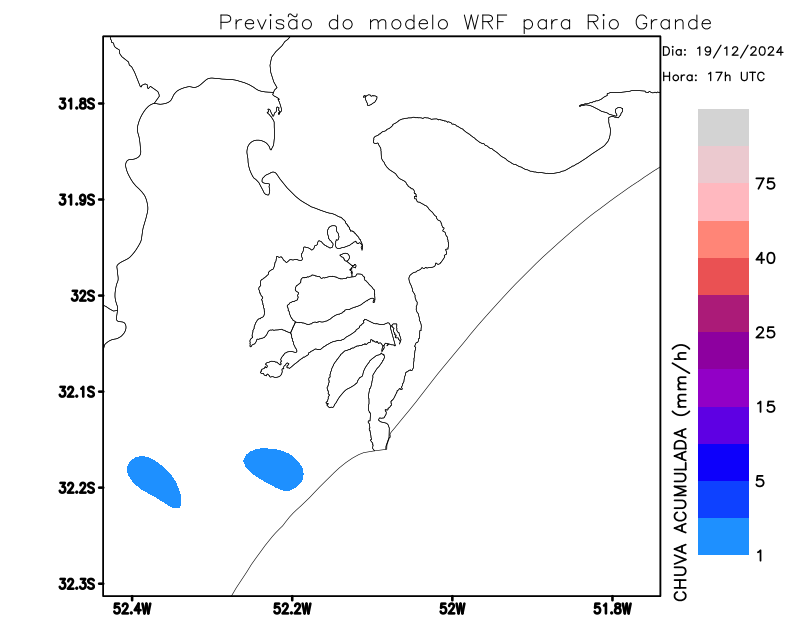 Previsão do modelo WRF para Rio Grande
Dia: 19/12/2024
Hora: 17h UTC
31.8S
31.9S
32S
32.1S
32.2S
32.3S
52.4W
52.2W
52W
51.8W
75
40
25
15
5
1
CHUVA ACUMULADA (mm/h)